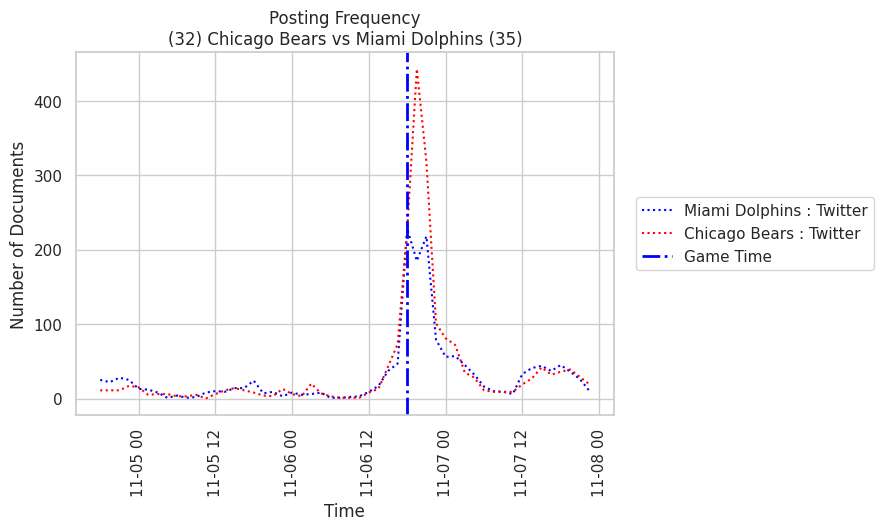 Posting Frequency
(32) Chicago Bears vs Miami Dolphins (35)
Number of Documents
400
300
200
100
0
11-05 00
11-05 12
11-06 00
11-06 12
11-07 00
11-07 12
11-08 00
Time
Miami Dolphins : Twitter
Chicago Bears : Twitter
Game Time